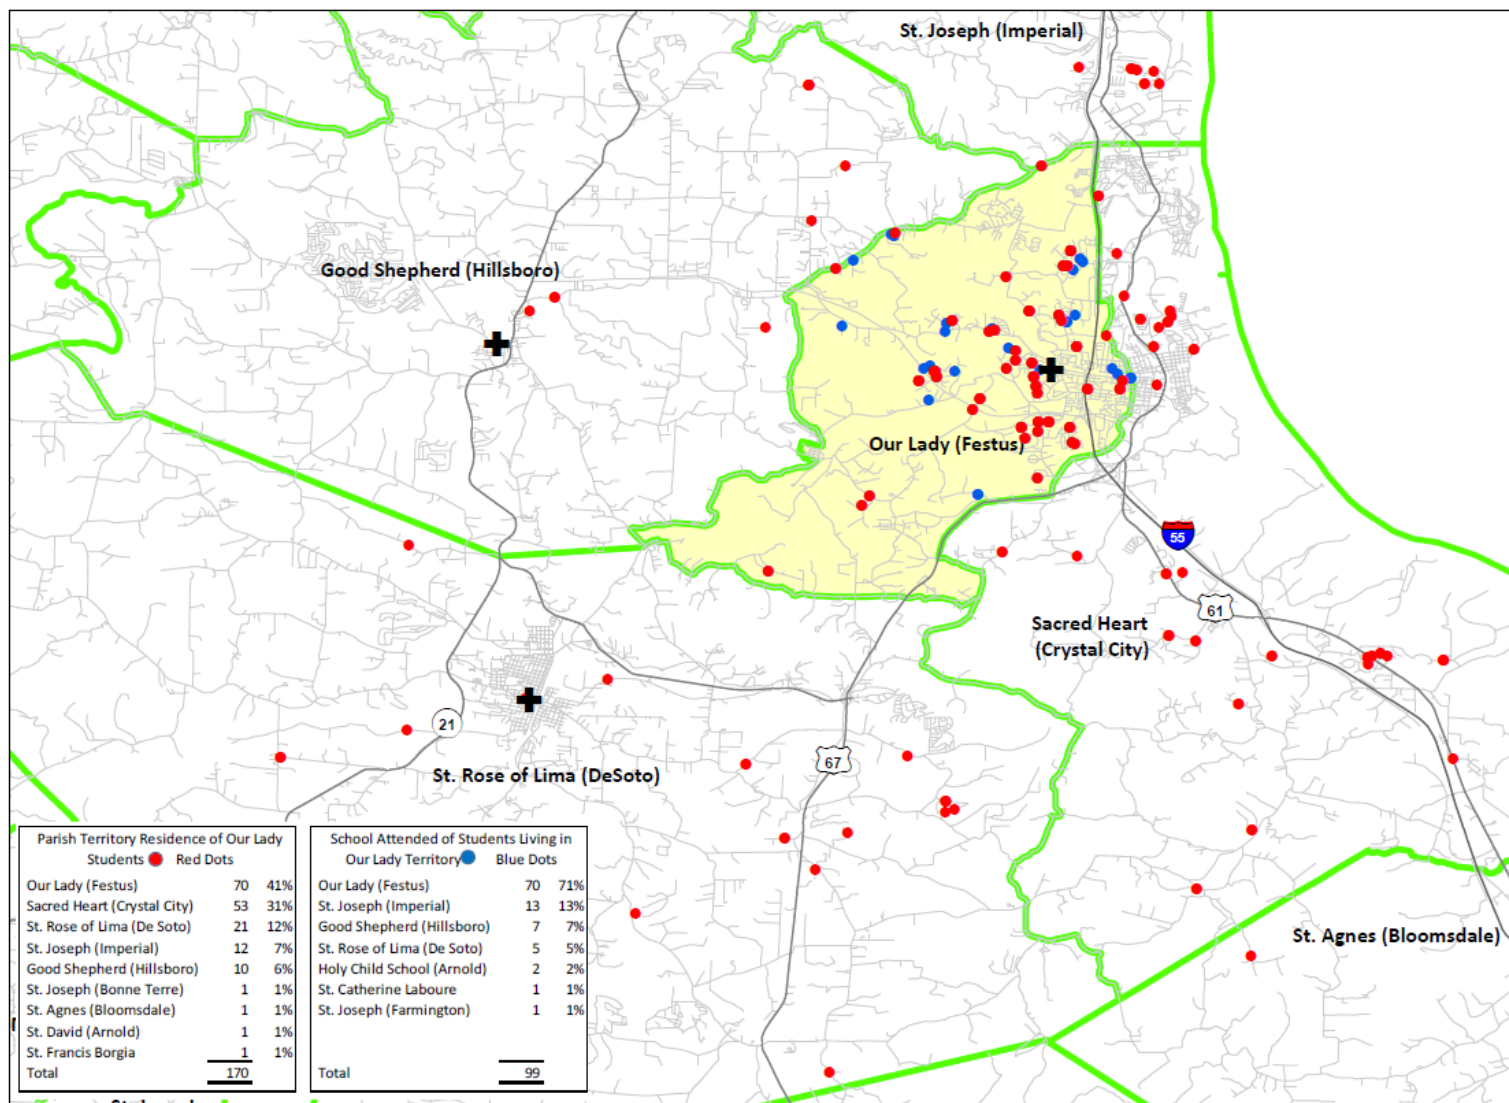 St. Joseph (Imperial)
Good Shepherd (Hillsboro)
Our Lady (Festus)
55
61
Sacred Heart
(Crystal City)
21
67
St. Rose of Lima (DeSoto)
St. Agnes (Bloomsdale)
Parish Territory Residence of Our Lady
Students Red Dots
Our Lady (Festus) 70 41%
Sacred Heart (Crystal City) 53 31%
St. Rose of Lima (De Soto) 21 12%
St. Joseph (Imperial) 12 7%
Good Shepherd (Hillsboro) 10 6%
St. Joseph (Bonne Terre) 1 1%
St. Agnes (Bloomsdale) 1 1%
St. David (Arnold) 1 1%
St. Francis Borgia 1 1%
Total 170
School Attended of Students Living in
Our Lady Territory Blue Dots
Our Lady (Festus) 70 71%
St. Joseph (Imperial) 13 13%
Good Shepherd (Hillsboro) 7 7%
St. Rose of Lima (De Soto) 5 5%
Holy Child School (Arnold) 2 2%
St. Catherine Laboure 1 1%
St. Joseph (Farmington) 1 1%
Total 99